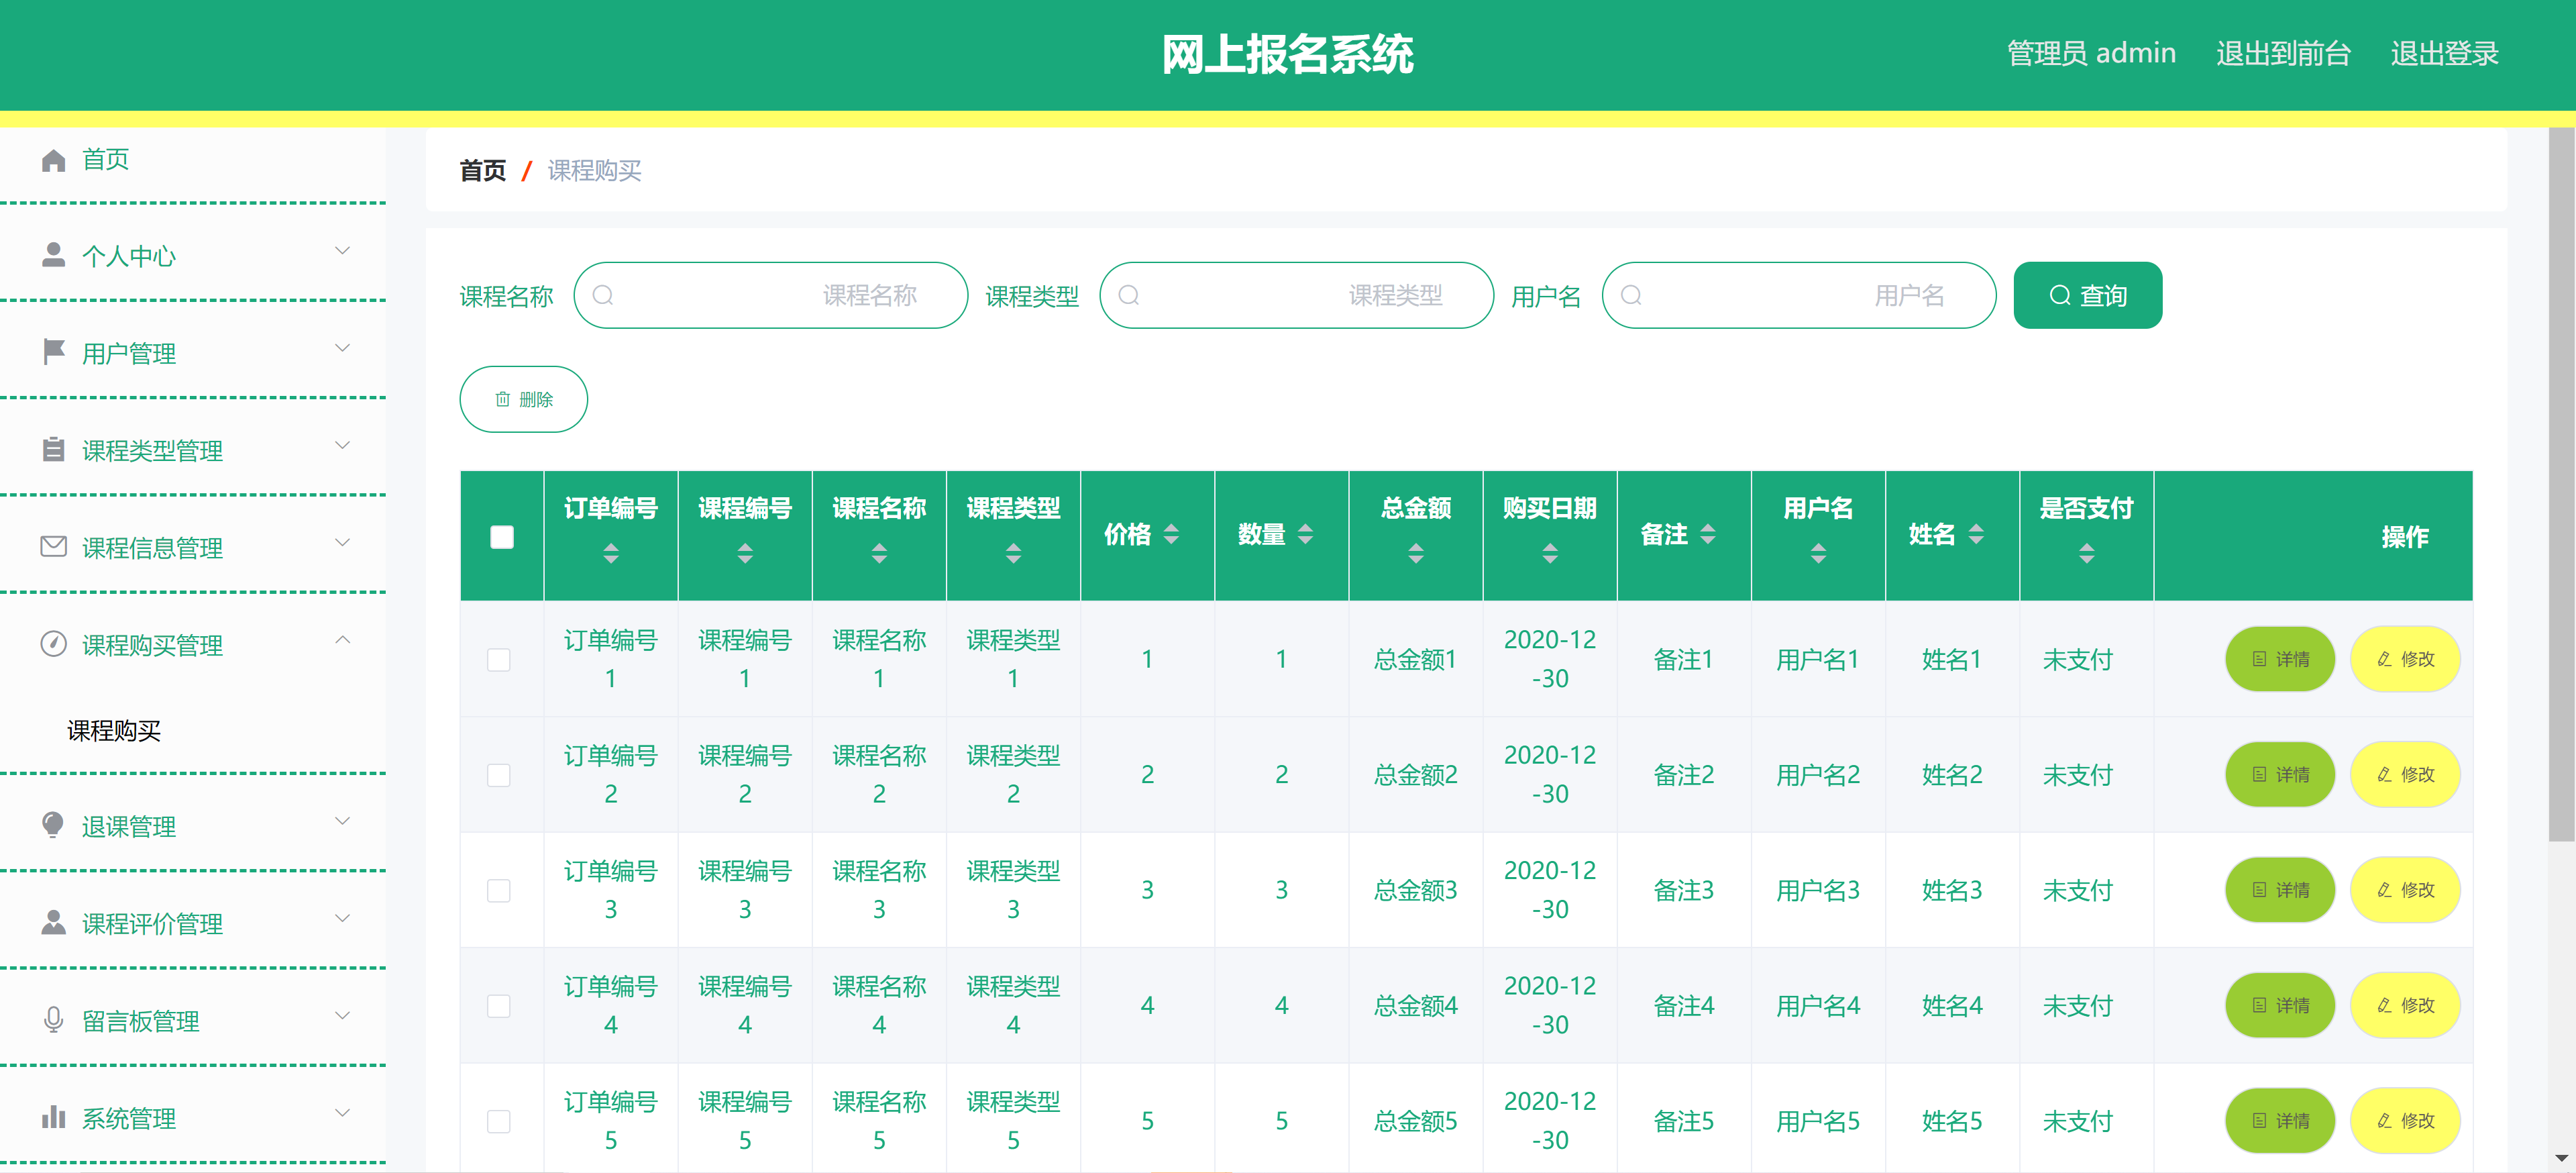 网上报名系统
管理员 admin 退出到前台 退出登录
首页
个人中心
用户管理
课程类型管理
课程信息管理
课程购买管理
课程购买
退课管理
课程评价管理
留言板管理
系统管理
首页 / 课程购买
课程名称 课程名称 课程类型 课程类型 用户名 用户名 查询
删除
订单编号 课程编号 课程名称 课程类型 价格 数量 总金额 购买日期 备注 用户名 姓名 是否支付 操作
订单编号1 课程编号1 课程名称1 课程类型1 1 1 总金额1 2020-12-30 备注1 用户名1 姓名1 未支付 详情 修改
订单编号2 课程编号2 课程名称2 课程类型2 2 2 总金额2 2020-12-30 备注2 用户名2 姓名2 未支付 详情 修改
订单编号3 课程编号3 课程名称3 课程类型3 3 3 总金额3 2020-12-30 备注3 用户名3 姓名3 未支付 详情 修改
订单编号4 课程编号4 课程名称4 课程类型4 4 4 总金额4 2020-12-30 备注4 用户名4 姓名4 未支付 详情 修改
订单编号5 课程编号5 课程名称5 课程类型5 5 5 总金额5 2020-12-30 备注5 用户名5 姓名5 未支付 详情 修改